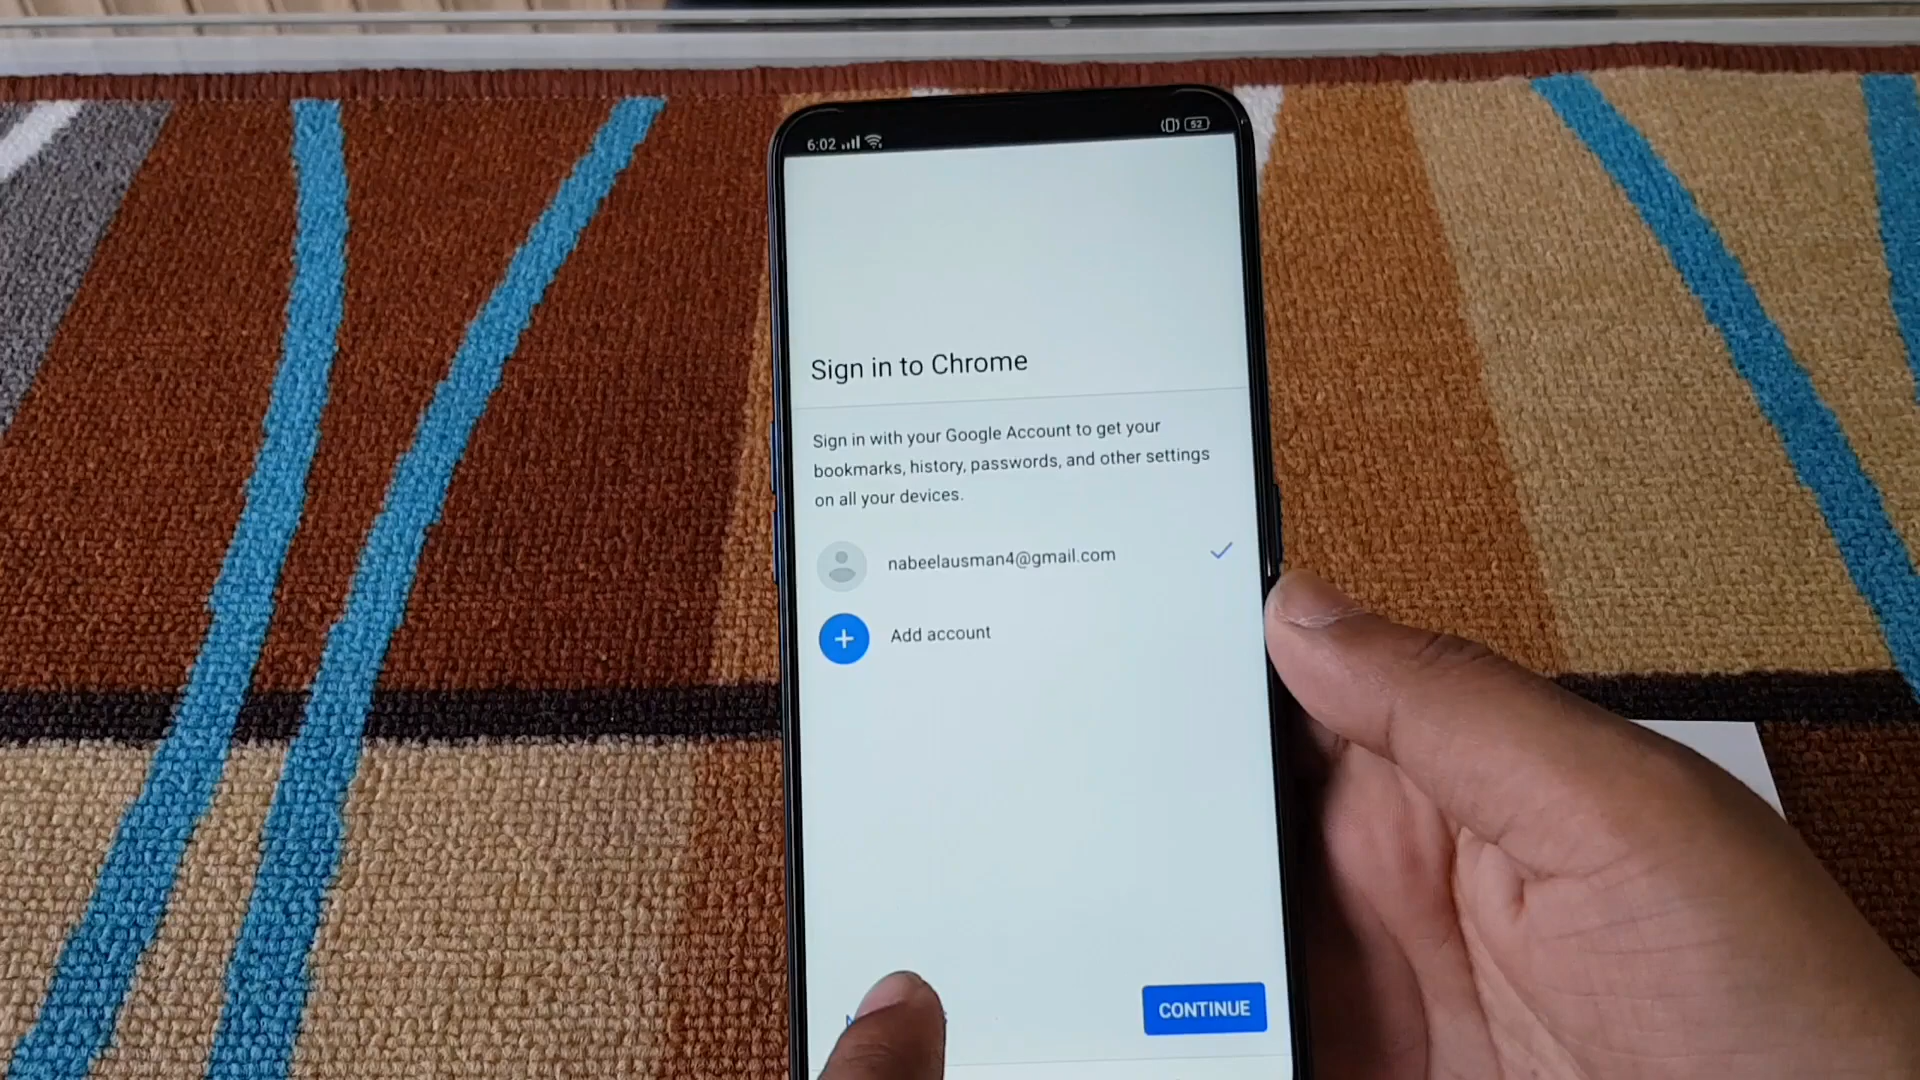 6:02
52
Sign in to Chrome
Sign in with your Google Account to get your
bookmarks, history, passwords, and other settings
on all your devices.
nabeelausman4@gmail.com
Add account
CONTINUE